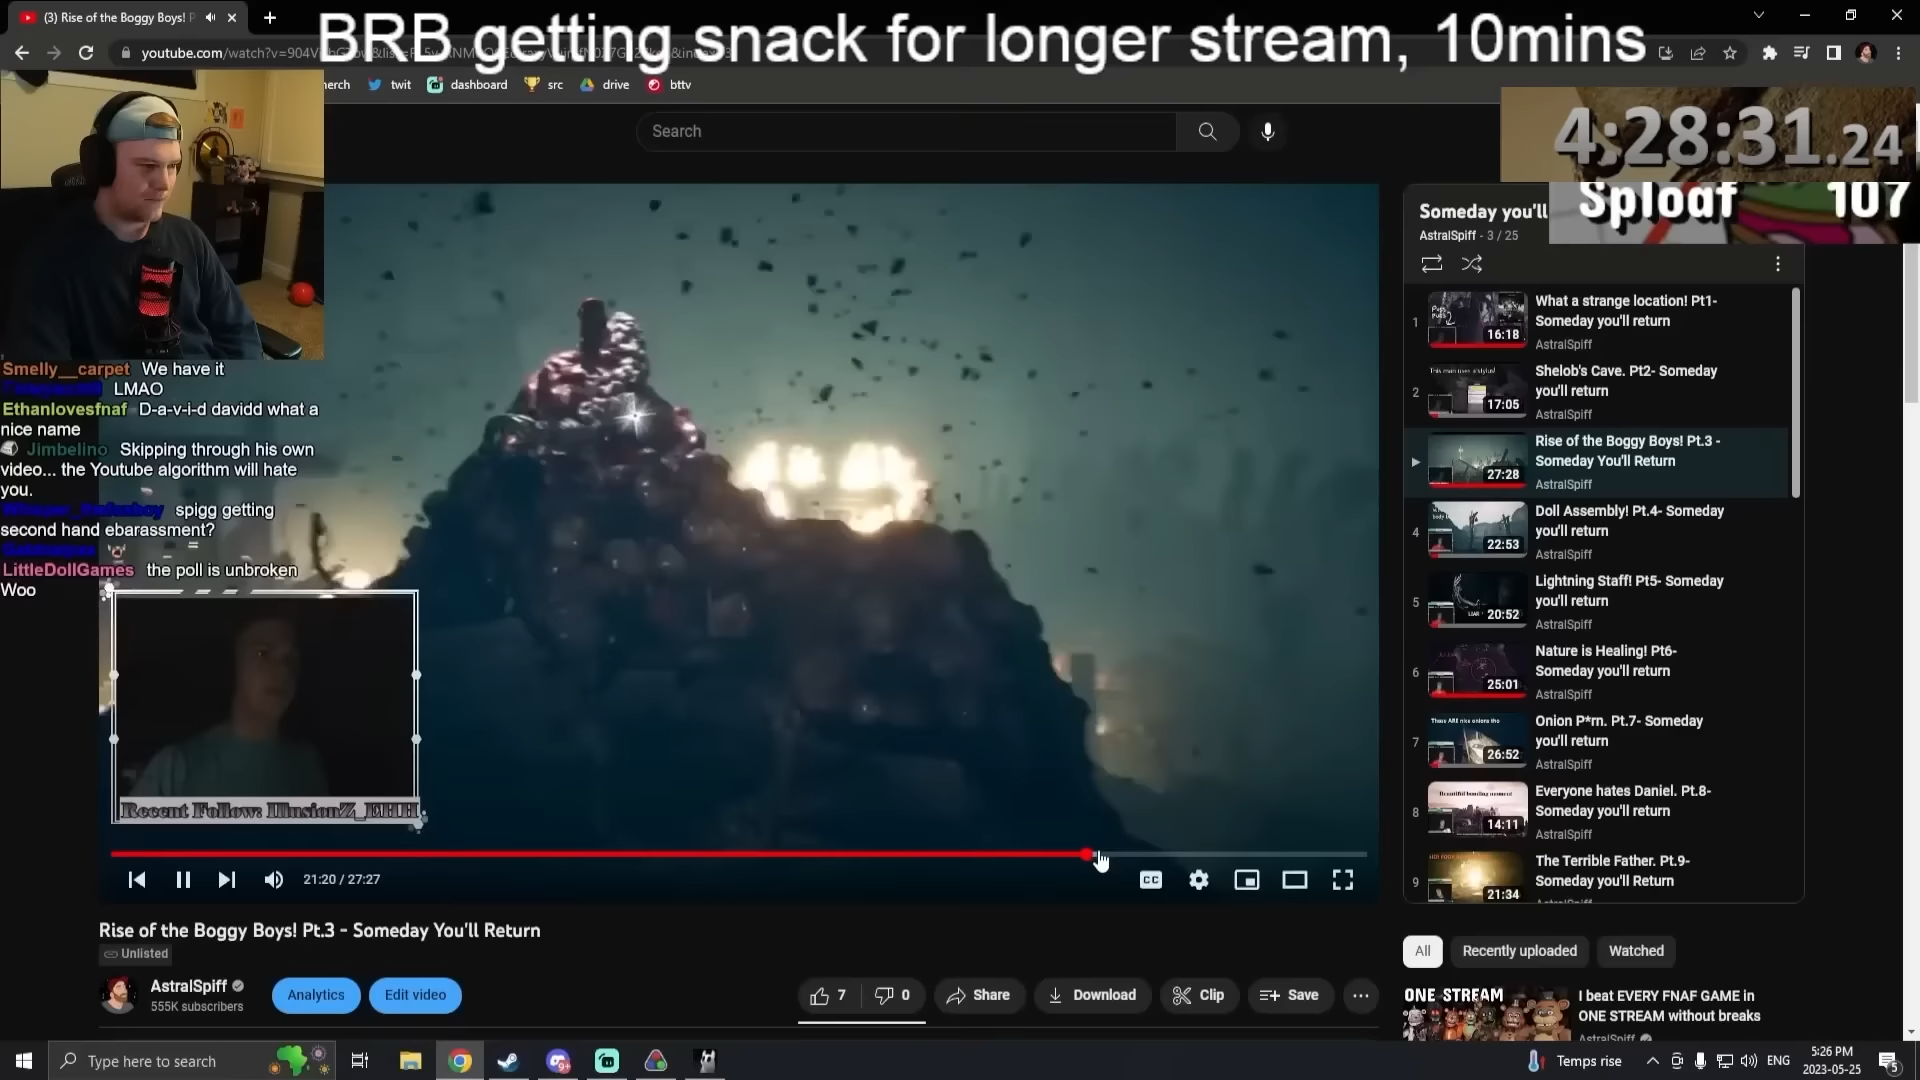 (3) Rise of the Boggy Boys! P
BRB getting snack for longer stream, 10mins
youtube.com/watch?v=904V
merch
twit
dashboard
src
drive
bttv
Search
4:28:31.24
Sploaf 107
Smelly__carpet We have it
LMAO
Ethanlovesfnaf D-a-v-i-d davidd what a
nice name
Jimbelino Skipping through his own
video... the Youtube algorithm will hate
you.
spigg getting
second hand ebarassment?
LittleDollGames the poll is unbroken
Woo
Recent Follow: IllusionZ_EHH
21:20 / 27:27
CC
Rise of the Boggy Boys! Pt.3 - Someday You'll Return
Unlisted
AstralSpiff
555K subscribers
Analytics
Edit video
7
0
Share
Download
Clip
Save
Someday you'll
AstralSpiff - 3 / 25
1
16:18
What a strange location! Pt1-
Someday you'll return
AstralSpiff
2
17:05
Shelob's Cave. Pt2- Someday
you'll return
AstralSpiff
27:28
Rise of the Boggy Boys! Pt.3 -
Someday You'll Return
AstralSpiff
4
22:53
Doll Assembly! Pt.4- Someday
you'll return
AstralSpiff
5
20:52
Lightning Staff! Pt5- Someday
you'll return
AstralSpiff
6
25:01
Nature is Healing! Pt6-
Someday you'll return
AstralSpiff
7
26:52
Onion P*rn. Pt.7- Someday
you'll return
AstralSpiff
8
14:11
Everyone hates Daniel. Pt.8-
Someday you'll return
AstralSpiff
9
21:34
The Terrible Father. Pt.9-
Someday you'll Return
All
Recently uploaded
Watched
ONE STREAM
I beat EVERY FNAF GAME in
ONE STREAM without breaks
AstralSpiff
Type here to search
9+
Temps rise
ENG
5:26 PM
2023-05-25
5